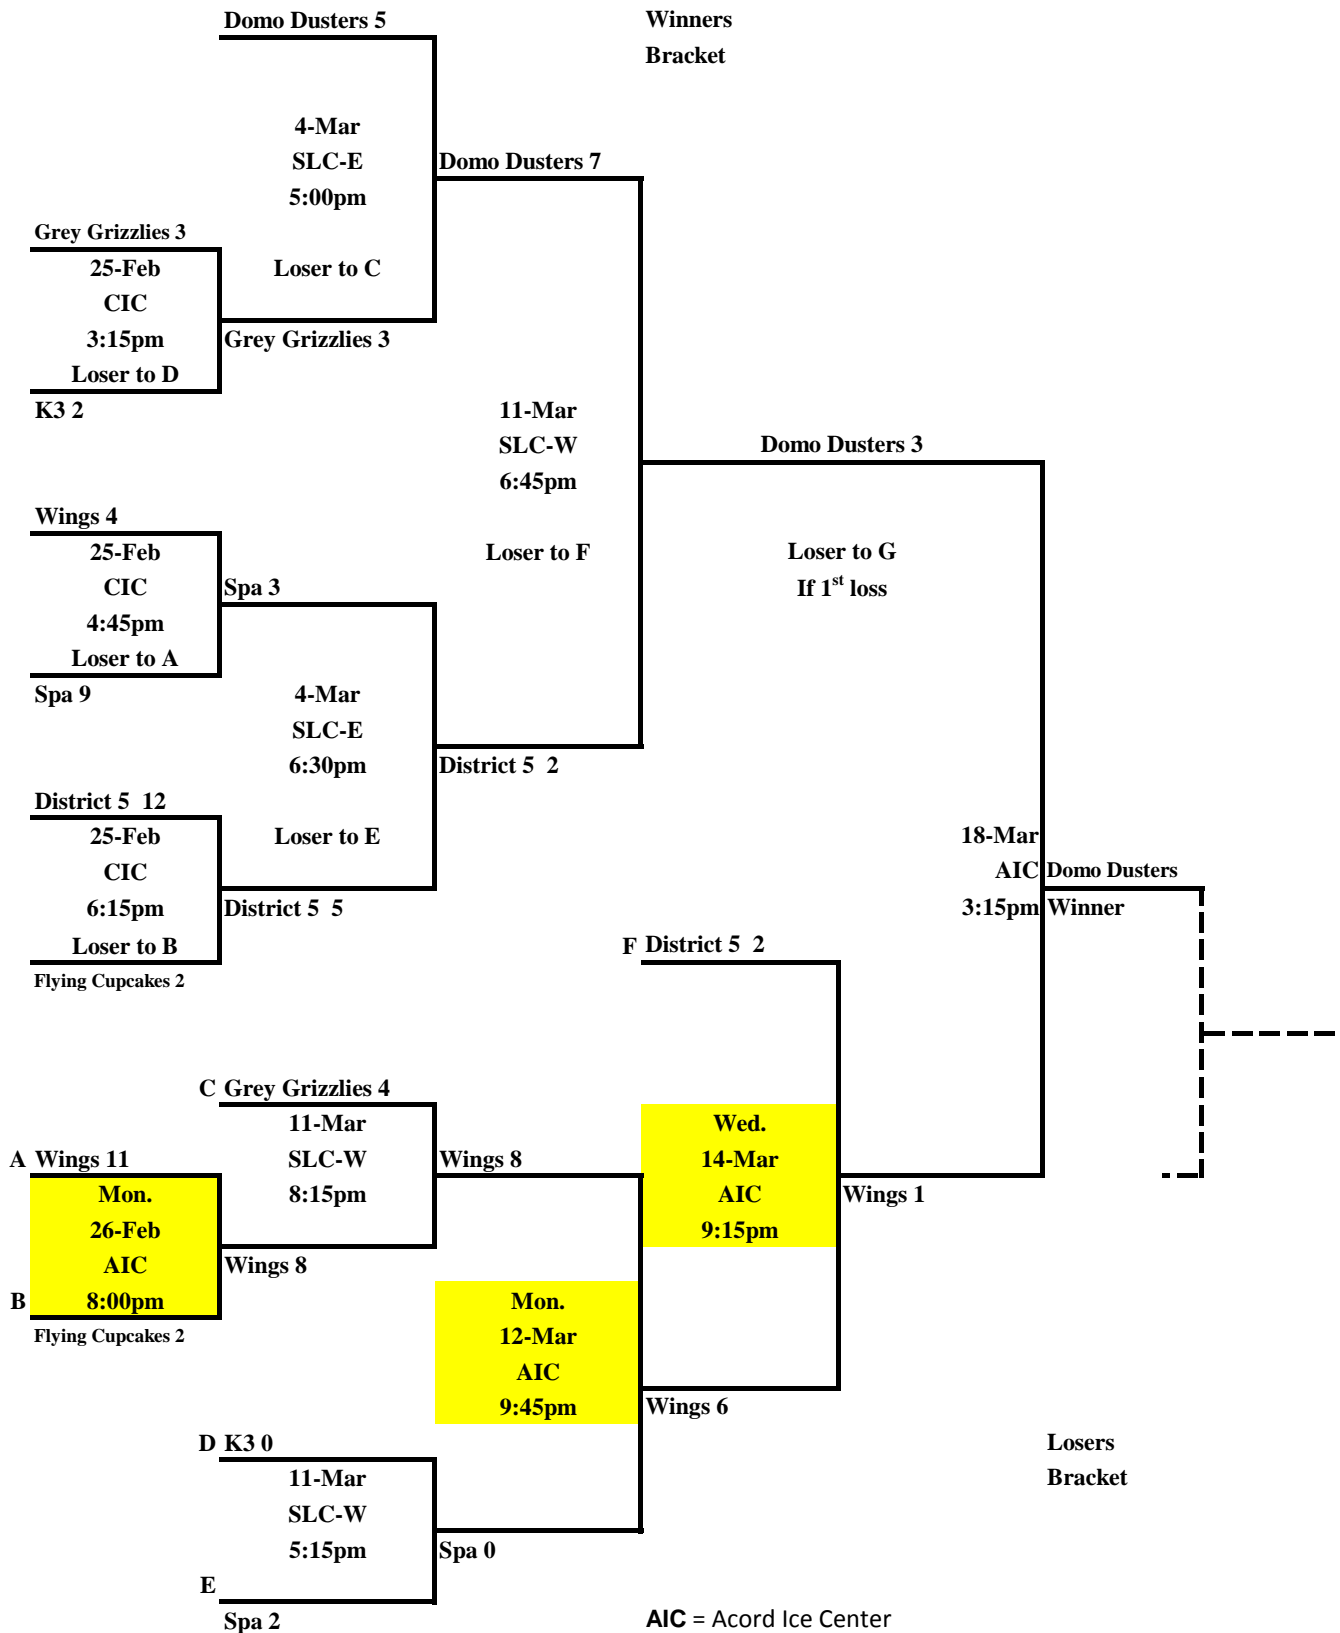 Domo Dusters 5
Winners
Bracket
4-Mar
SLC-E
5:00pm
Loser to C
Domo Dusters 7
Grey Grizzlies 3
25-Feb
CIC
3:15pm
Loser to D
K3 2
Grey Grizzlies 3
11-Mar
SLC-W
6:45pm
Loser to F
Domo Dusters 3
Loser to G
If 1st loss
Wings 4
25-Feb
CIC
4:45pm
Loser to A
Spa 9
Spa 3
4-Mar
SLC-E
6:30pm
Loser to E
District 5  2
District 5  12
25-Feb
CIC
6:15pm
Loser to B
Flying Cupcakes 2
District 5  5
18-Mar
AIC
3:15pm
Domo Dusters
Winner
F District 5  2
C Grey Grizzlies 4
11-Mar
SLC-W
8:15pm
Wings 8
A Wings 11
Mon.
26-Feb
AIC
B 8:00pm
Flying Cupcakes 2
Wings 8
Wed.
14-Mar
AIC
9:15pm
Wings 1
Mon.
12-Mar
AIC
9:45pm
Wings 6
D K3 0
11-Mar
SLC-W
5:15pm
Spa 0
E
Spa 2
Losers
Bracket
AIC = Acord Ice Center